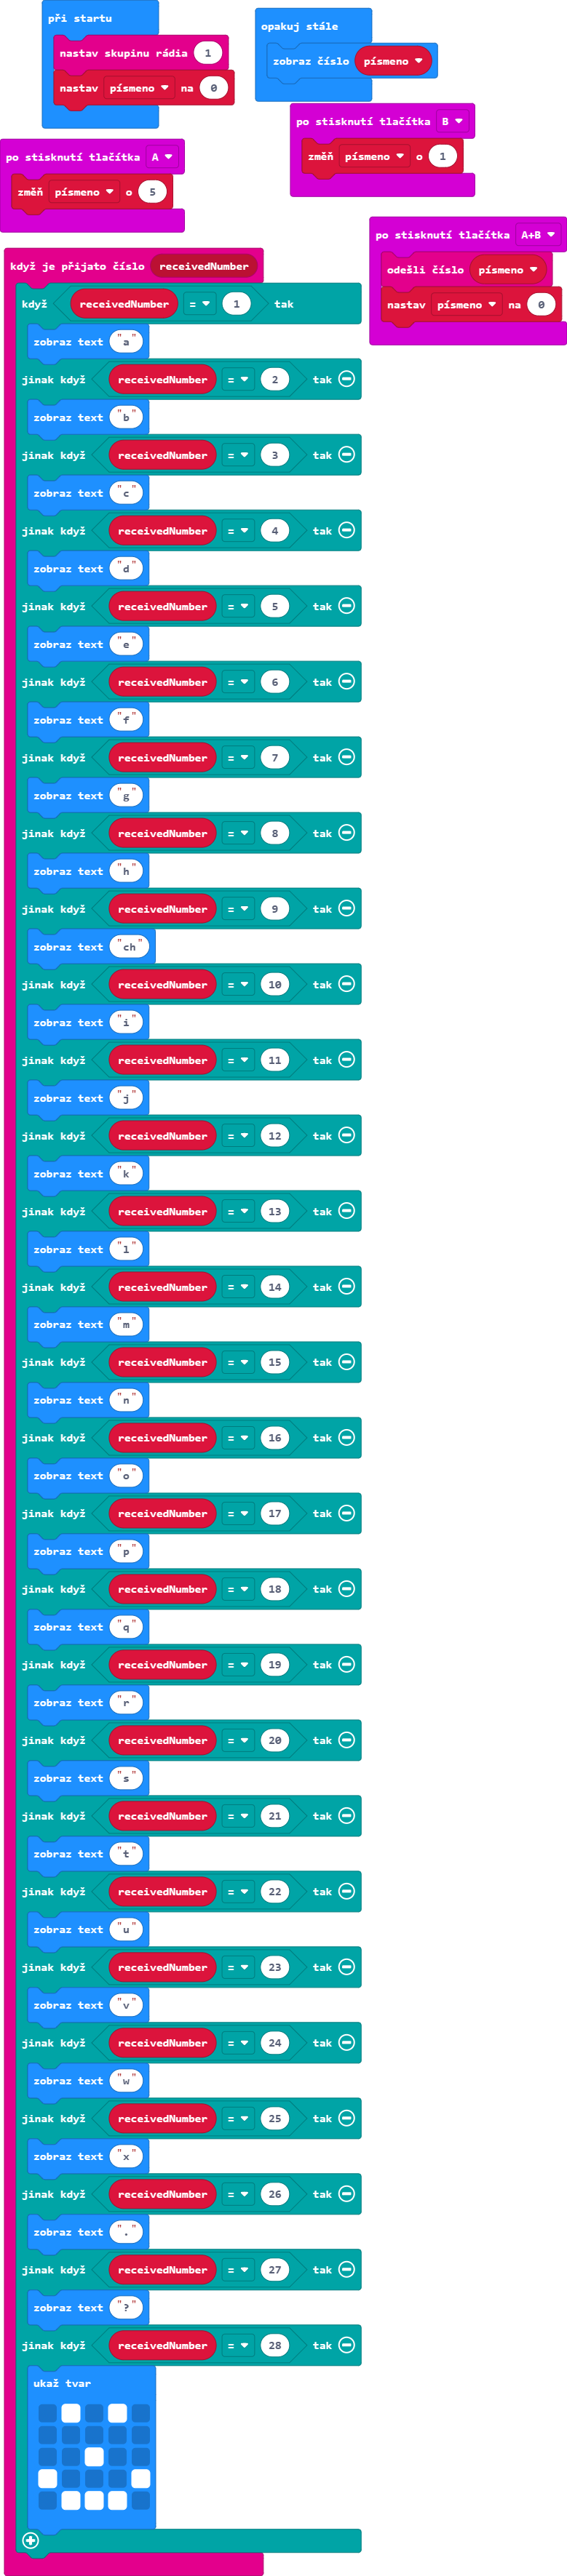 při startu
nastav skupinu rádia 1
nastav písmeno na 0
opakuj stále
zobraz číslo písmeno
po stisknutí tlačítka B
změň písmeno o 1
po stisknutí tlačítka A
změň písmeno o 5
po stisknutí tlačítka A+B
odešli číslo písmeno
nastav písmeno na 0
když je přijato číslo receivedNumber
když receivedNumber = 1 tak
zobraz text "a"
jinak když receivedNumber = 2 tak
zobraz text "b"
jinak když receivedNumber = 3 tak
zobraz text "c"
jinak když receivedNumber = 4 tak
zobraz text "d"
jinak když receivedNumber = 5 tak
zobraz text "e"
jinak když receivedNumber = 6 tak
zobraz text "f"
jinak když receivedNumber = 7 tak
zobraz text "g"
jinak když receivedNumber = 8 tak
zobraz text "h"
jinak když receivedNumber = 9 tak
zobraz text "ch"
jinak když receivedNumber = 10 tak
zobraz text "i"
jinak když receivedNumber = 11 tak
zobraz text "j"
jinak když receivedNumber = 12 tak
zobraz text "k"
jinak když receivedNumber = 13 tak
zobraz text "l"
jinak když receivedNumber = 14 tak
zobraz text "m"
jinak když receivedNumber = 15 tak
zobraz text "n"
jinak když receivedNumber = 16 tak
zobraz text "o"
jinak když receivedNumber = 17 tak
zobraz text "p"
jinak když receivedNumber = 18 tak
zobraz text "q"
jinak když receivedNumber = 19 tak
zobraz text "r"
jinak když receivedNumber = 20 tak
zobraz text "s"
jinak když receivedNumber = 21 tak
zobraz text "t"
jinak když receivedNumber = 22 tak
zobraz text "u"
jinak když receivedNumber = 23 tak
zobraz text "v"
jinak když receivedNumber = 24 tak
zobraz text "w"
jinak když receivedNumber = 25 tak
zobraz text "x"
jinak když receivedNumber = 26 tak
zobraz text "."
jinak když receivedNumber = 27 tak
zobraz text "?"
jinak když receivedNumber = 28 tak
ukaž tvar